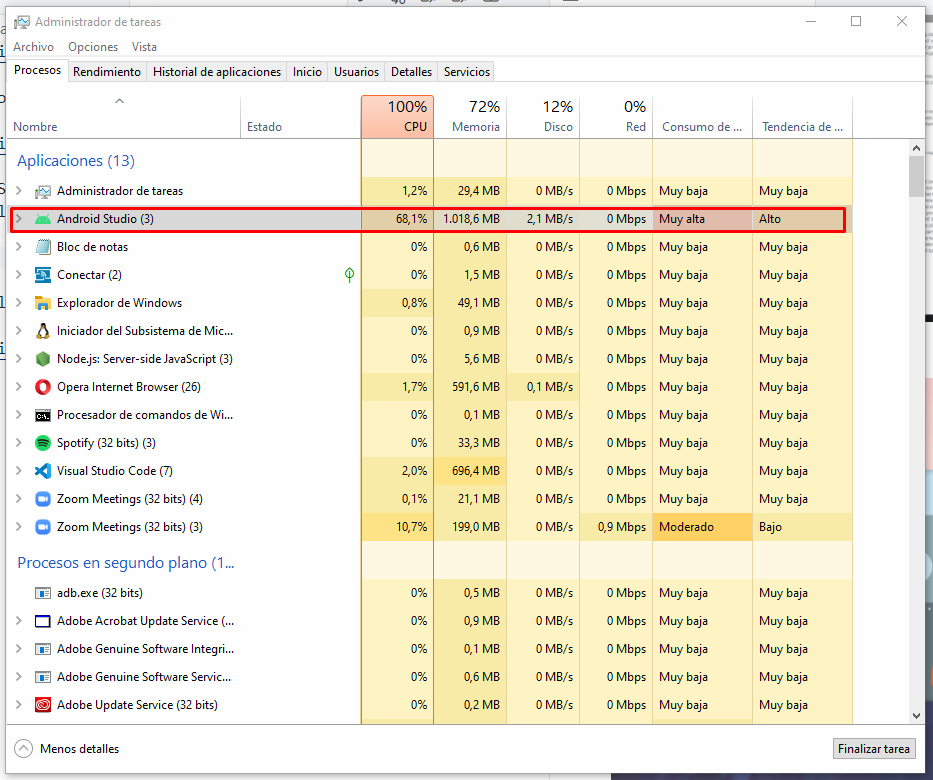 Administrador de tareas
Archivo Opciones Vista
Procesos Rendimiento Historial de aplicaciones Inicio Usuarios Detalles Servicios
100% 72% 12% 0%
Nombre Estado CPU Memoria Disco Red Consumo de ... Tendencia de ...
Aplicaciones (13)
Administrador de tareas 1,2% 29,4 MB 0 MB/s 0 Mbps Muy baja Muy baja
Android Studio (3) 68,1% 1.018,6 MB 2,1 MB/s 0 Mbps Muy alta Alto
Bloc de notas 0% 0,6 MB 0 MB/s 0 Mbps Muy baja Muy baja
Conectar (2) 0% 1,5 MB 0 MB/s 0 Mbps Muy baja Muy baja
Explorador de Windows 0,8% 49,1 MB 0 MB/s 0 Mbps Muy baja Muy baja
Iniciador del Subsistema de Mic... 0% 0,9 MB 0 MB/s 0 Mbps Muy baja Muy baja
Node.js: Server-side JavaScript (3) 0% 5,6 MB 0 MB/s 0 Mbps Muy baja Muy baja
Opera Internet Browser (26) 1,7% 591,6 MB 0,1 MB/s 0 Mbps Muy baja Muy baja
Procesador de comandos de Wi... 0% 0,1 MB 0 MB/s 0 Mbps Muy baja Muy baja
Spotify (32 bits) (3) 0% 33,3 MB 0 MB/s 0 Mbps Muy baja Muy baja
Visual Studio Code (7) 2,0% 696,4 MB 0 MB/s 0 Mbps Muy baja Muy baja
Zoom Meetings (32 bits) (4) 0,1% 21,1 MB 0 MB/s 0 Mbps Muy baja Muy baja
Zoom Meetings (32 bits) (3) 10,7% 199,0 MB 0 MB/s 0,9 Mbps Moderado Bajo
Procesos en segundo plano (1...
adb.exe (32 bits) 0% 0,5 MB 0 MB/s 0 Mbps Muy baja Muy baja
Adobe Acrobat Update Service (... 0% 0,9 MB 0 MB/s 0 Mbps Muy baja Muy baja
Adobe Genuine Software Integri... 0% 0,1 MB 0 MB/s 0 Mbps Muy baja Muy baja
Adobe Genuine Software Servic... 0% 0,6 MB 0 MB/s 0 Mbps Muy baja Muy baja
Adobe Update Service (32 bits) 0% 0,2 MB 0 MB/s 0 Mbps Muy baja Muy baja
Menos detalles Finalizar tarea